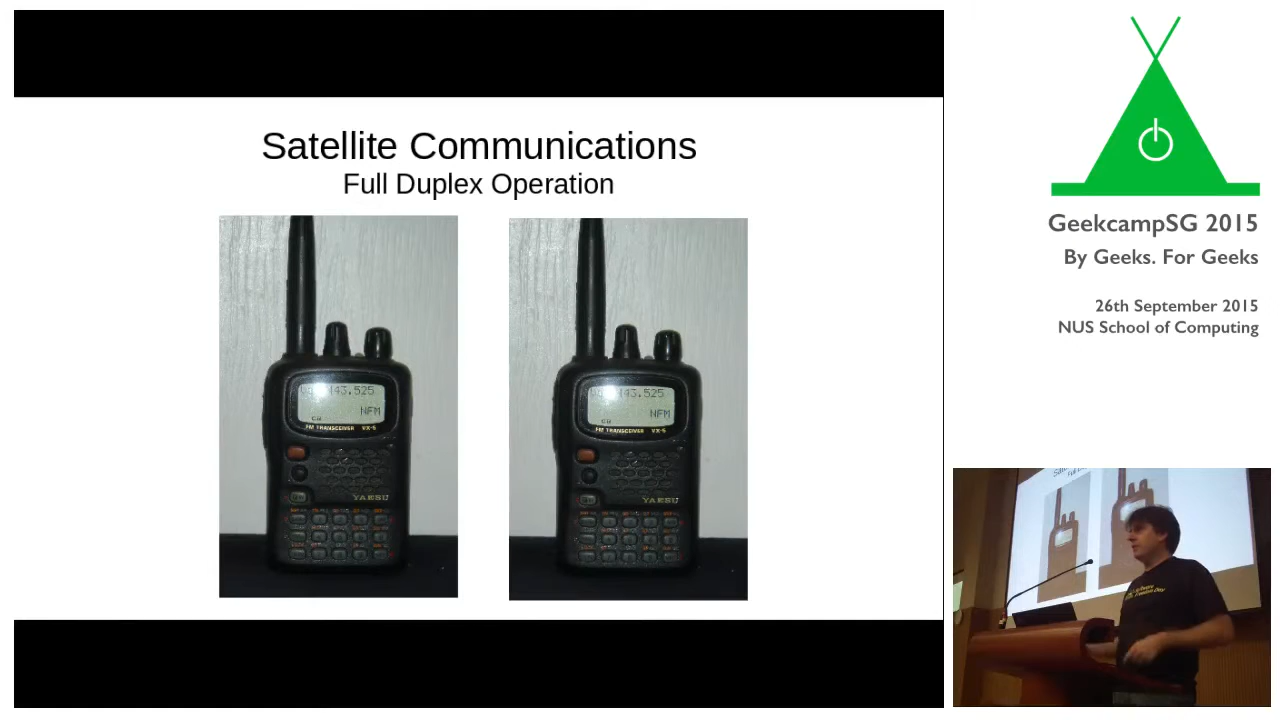 Satellite Communications
Full Duplex Operation
143.525
NFM
FM TRANSCEIVER VX-5
YAESU
143.525
NFM
FM TRANSCEIVER VX-5
YAESU
GeekcampSG 2015
By Geeks. For Geeks
26th September 2015
NUS School of Computing